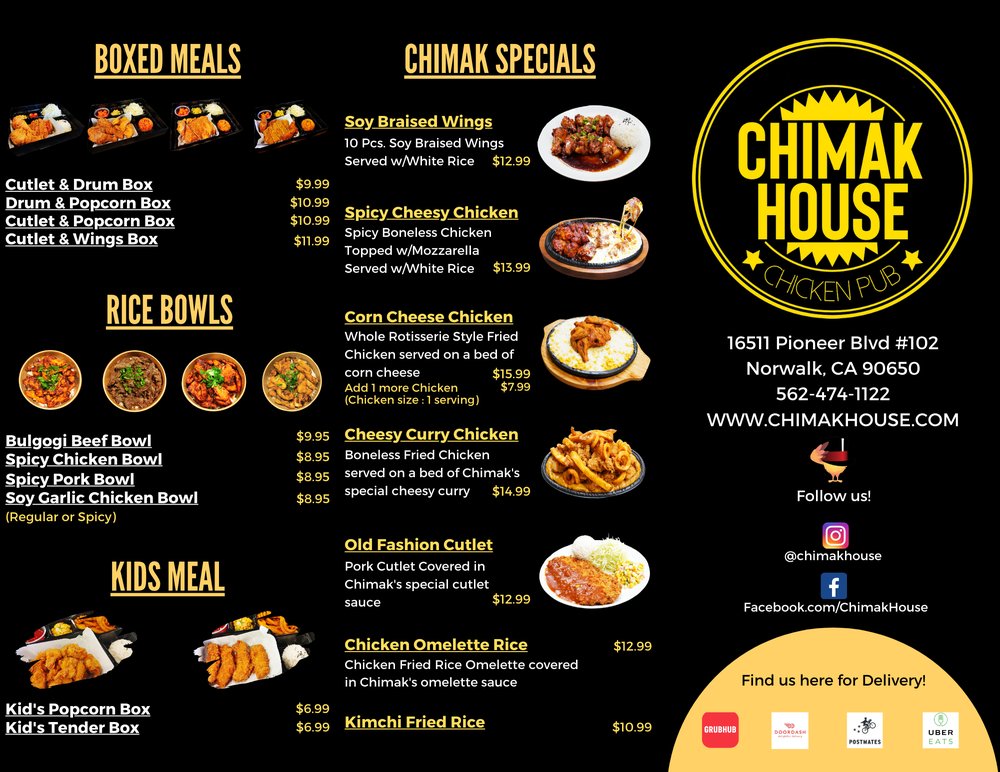 BOXED MEALS
Cutlet & Drum Box $9.99
Drum & Popcorn Box $10.99
Cutlet & Popcorn Box $10.99
Cutlet & Wings Box $11.99
RICE BOWLS
Bulgogi Beef Bowl $9.95
Spicy Chicken Bowl $8.95
Spicy Pork Bowl $8.95
Soy Garlic Chicken Bowl $8.95
(Regular or Spicy)
KIDS MEAL
Kid's Popcorn Box $6.99
Kid's Tender Box $6.99
CHIMAK SPECIALS
Soy Braised Wings
10 Pcs. Soy Braised Wings
Served w/White Rice $12.99
Spicy Cheesy Chicken
Spicy Boneless Chicken
Topped w/Mozzarella
Served w/White Rice $13.99
Corn Cheese Chicken
Whole Rotisserie Style Fried
Chicken served on a bed of
corn cheese $15.99
Add 1 more Chicken $7.99
(Chicken size : 1 serving)
Cheesy Curry Chicken
Boneless Fried Chicken
served on a bed of Chimak's
special cheesy curry $14.99
Old Fashion Cutlet
Pork Cutlet Covered in
Chimak's special cutlet
sauce $12.99
Chicken Omelette Rice $12.99
Chicken Fried Rice Omelette covered
in Chimak's omelette sauce
Kimchi Fried Rice $10.99
CHIMAK
HOUSE
CHICKEN PUB
16511 Pioneer Blvd #102
Norwalk, CA 90650
562-474-1122
WWW.CHIMAKHOUSE.COM
Follow us!
@chimakhouse
Facebook.com/ChimakHouse
Find us here for Delivery!
GRUBHUB
DOORDASH
POSTMATES
UBER
EATS